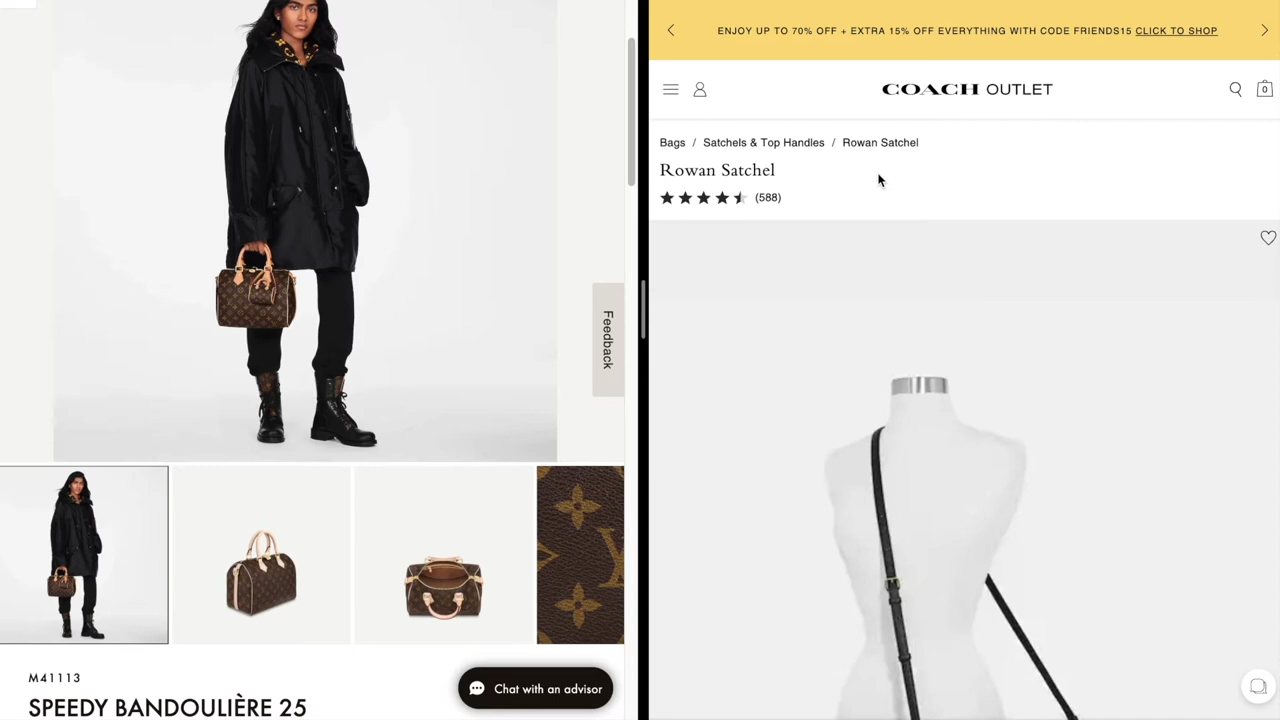 Feedback
M41113
SPEEDY BANDOULIÈRE 25
Chat with an advisor
ENJOY UP TO 70% OFF + EXTRA 15% OFF EVERYTHING WITH CODE FRIENDS15 CLICK TO SHOP
COACH OUTLET
0
Bags / Satchels & Top Handles / Rowan Satchel
Rowan Satchel
(588)